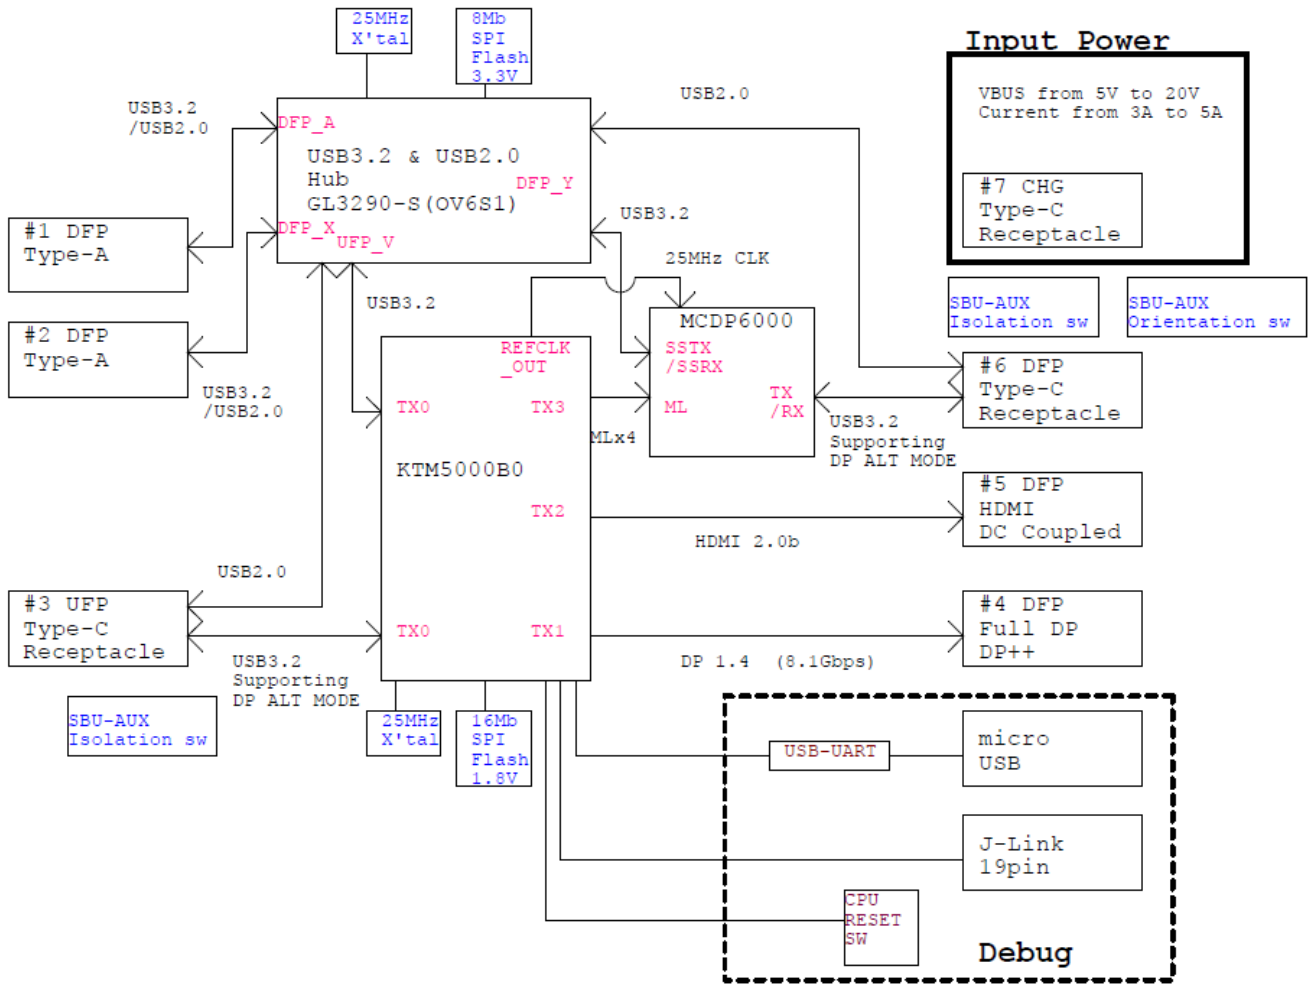 25MHz
X'tal
8Mb
SPI
Flash
3.3V
Input Power
VBUS from 5V to 20V
Current from 3A to 5A
#7 CHG
Type-C
Receptacle
USB3.2
/USB2.0
USB2.0
DFP_A
USB3.2 & USB2.0
Hub
GL3290-S(OV6S1)
DFP_Y
DFP_X
UFP_V
#1 DFP
Type-A
USB3.2
25MHz CLK
USB3.2
SBU-AUX
Isolation sw
SBU-AUX
Orientation sw
#2 DFP
Type-A
USB3.2
/USB2.0
REFCLK
_OUT
MCDP6000
SSTX
/SSRX
ML
TX
/RX
#6 DFP
Type-C
Receptacle
TX0
TX3
MLx4
USB3.2
Supporting
DP ALT MODE
KTM5000B0
TX2
#5 DFP
HDMI
DC Coupled
HDMI 2.0b
USB2.0
#3 UFP
Type-C
Receptacle
TX0
TX1
#4 DFP
Full DP
DP++
DP 1.4 (8.1Gbps)
USB3.2
Supporting
DP ALT MODE
SBU-AUX
Isolation sw
25MHz
X'tal
16Mb
SPI
Flash
1.8V
USB-UART
micro
USB
J-Link
19pin
CPU
RESET
SW
Debug